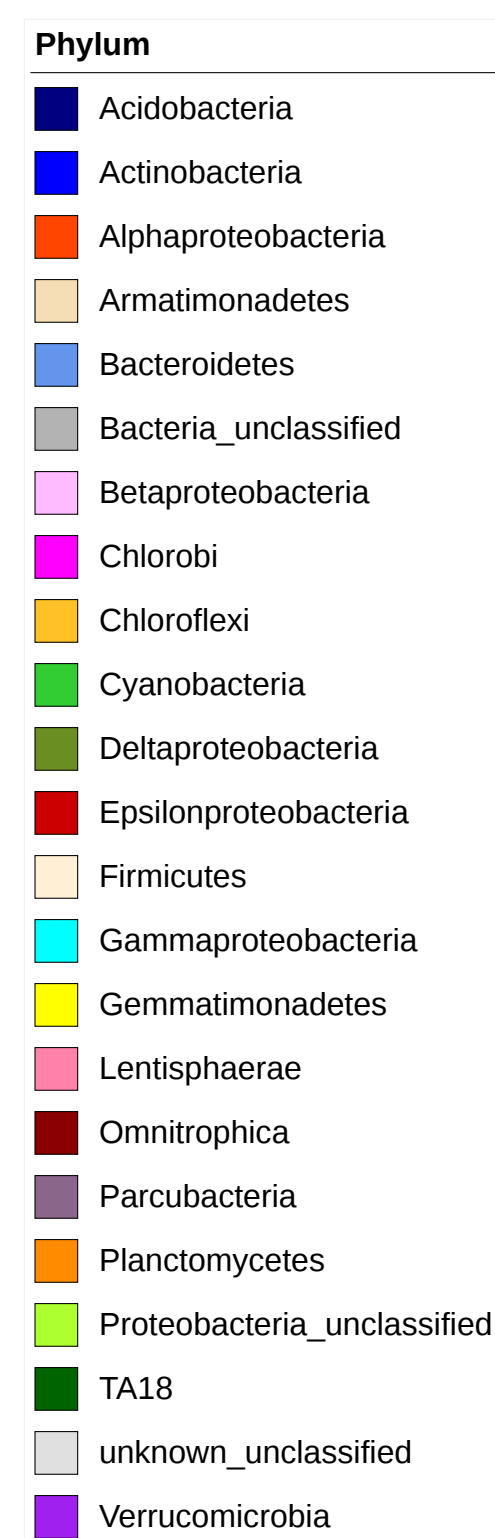 Phylum
Acidobacteria
Actinobacteria
Alphaproteobacteria
Armatimonadetes
Bacteroidetes
Bacteria_unclassified
Betaproteobacteria
Chlorobi
Chloroflexi
Cyanobacteria
Deltaproteobacteria
Epsilonproteobacteria
Firmicutes
Gammaproteobacteria
Gemmatimonadetes
Lentisphaerae
Omnitrophica
Parcubacteria
Planctomycetes
Proteobacteria_unclassified
TA18
unknown_unclassified
Verrucomicrobia